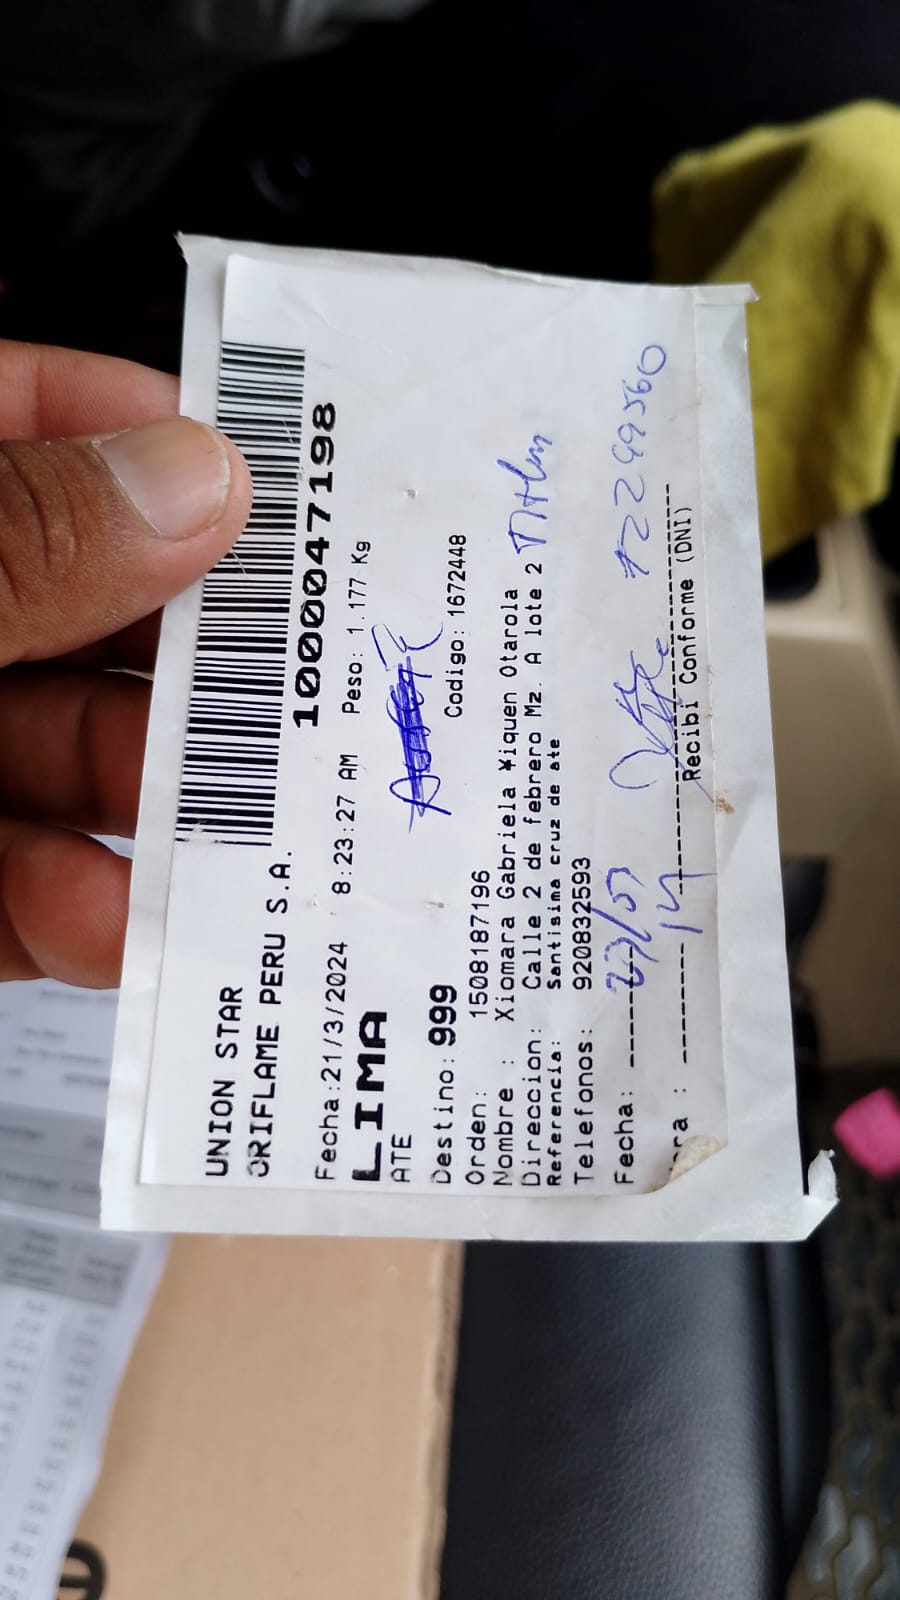 UNION STAR
ORIFLAME PERU S.A.
1000047198
Fecha:21/3/2024 8:23:27 AM Peso: 1.177 Kg
LIMA
ATE
Destino: 999
Codigo: 1672448
Orden: 1508187196
Nombre : Xiomara Gabriela ¥iquen Otarola
Direccion: Calle 2 de febrero Mz. A lote 2
Referencia: Santisima cruz de ate
Telefonos: 920832593
Fecha:
Recibi Conforme (DNI)